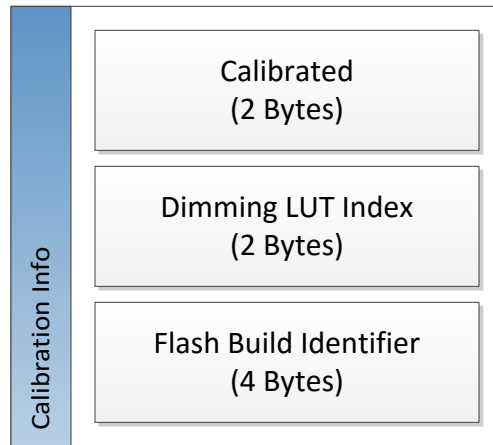 Calibration Info
Calibrated
(2 Bytes)
Dimming LUT Index
(2 Bytes)
Flash Build Identifier
(4 Bytes)